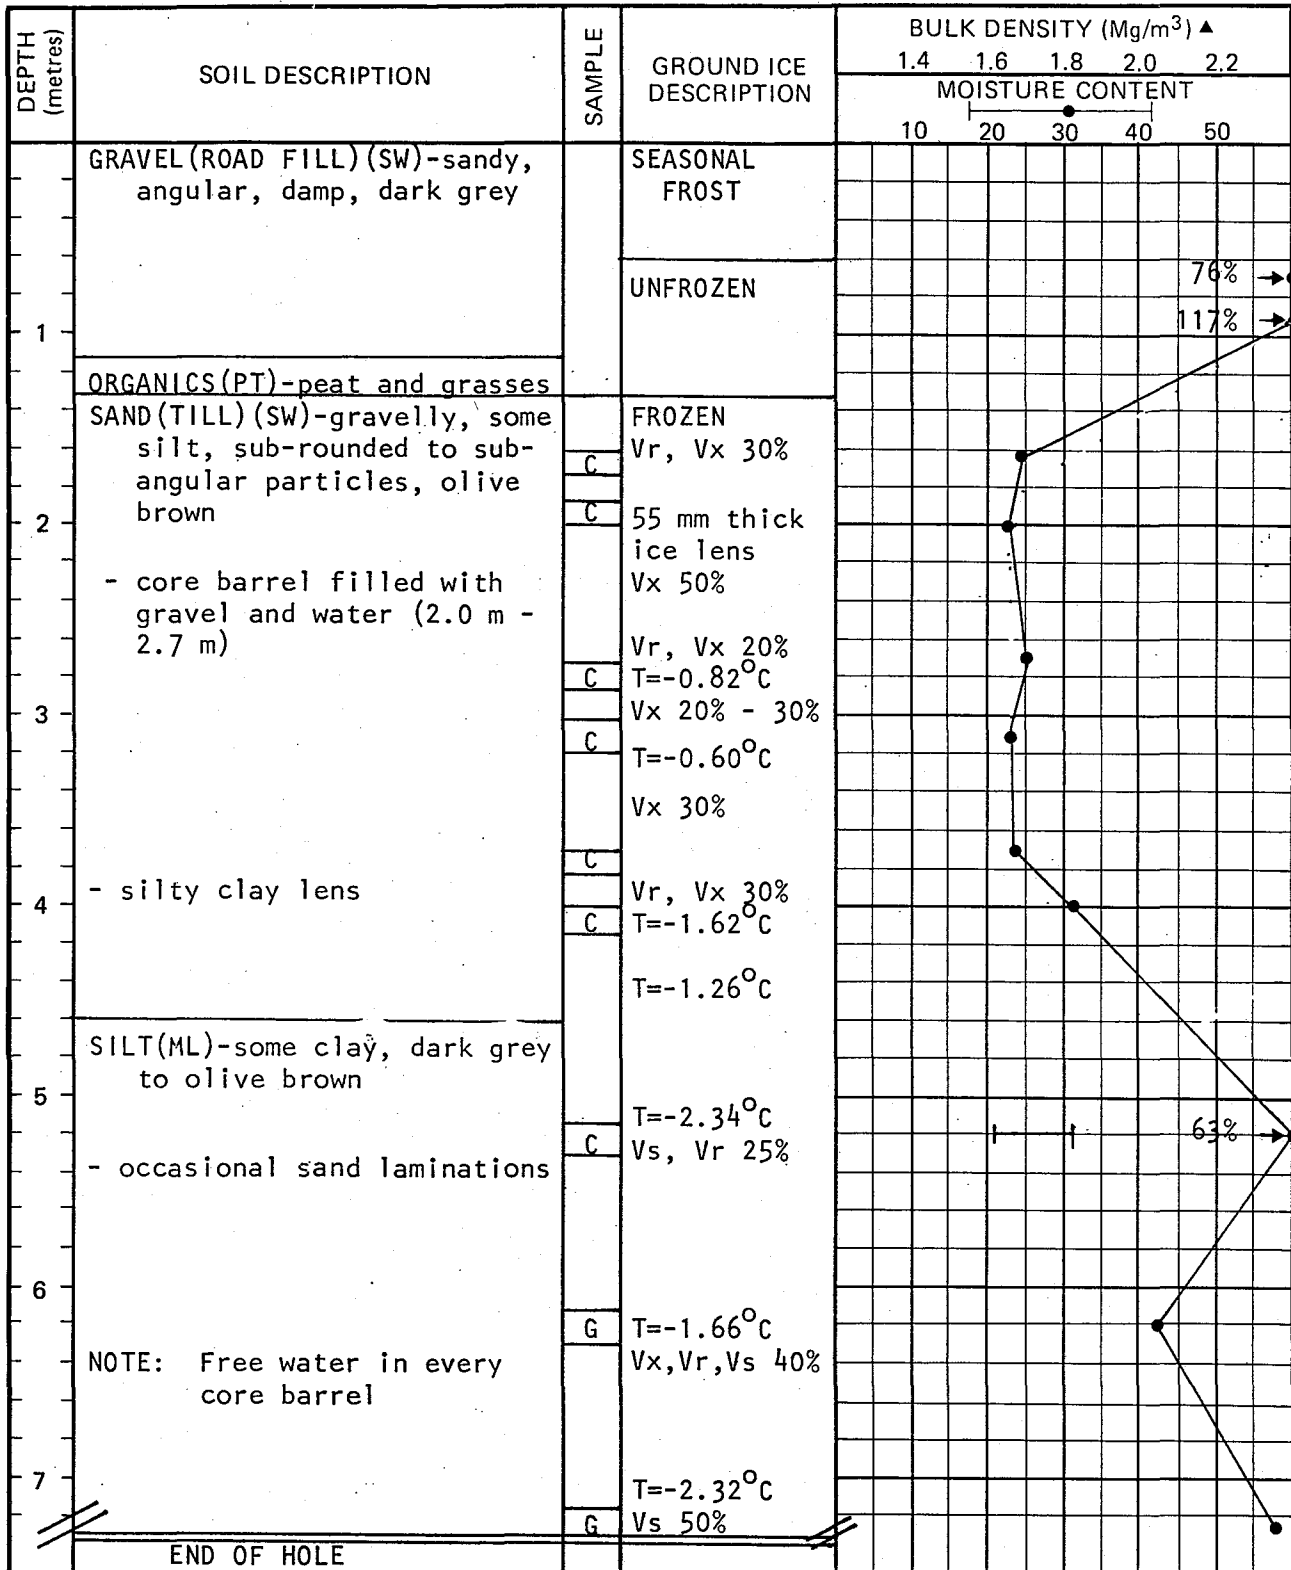 DEPTH
(metres)
SOIL DESCRIPTION
SAMPLE
GROUND ICE
DESCRIPTION
BULK DENSITY (Mg/m³) ▲
1.4 1.6 1.8 2.0 2.2
MOISTURE CONTENT
10 20 30 40 50
GRAVEL(ROAD FILL)(SW)-sandy,
angular, damp, dark grey
SEASONAL
FROST
76%
UNFROZEN
117%
1
ORGANICS(PT)-peat and grasses
SAND(TILL)(SW)-gravelly, some
silt, sub-rounded to sub-
angular particles, olive
brown
FROZEN
Vr, Vx 30%
C
C
2
55 mm thick
ice lens
Vx 50%
- core barrel filled with
gravel and water (2.0 m -
2.7 m)
Vr, Vx 20%
C
T=-0.82°C
Vx 20% - 30%
3
C
T=-0.60°C
Vx 30%
C
- silty clay lens
Vr, Vx 30%
4
C
T=-1.62°C
T=-1.26°C
SILT(ML)-some clay, dark grey
to olive brown
5
T=-2.34°C
63%
C
Vs, Vr 25%
- occasional sand laminations
6
G
T=-1.66°C
Vx,Vr,Vs 40%
NOTE: Free water in every
core barrel
7
T=-2.32°C
G
Vs 50%
END OF HOLE